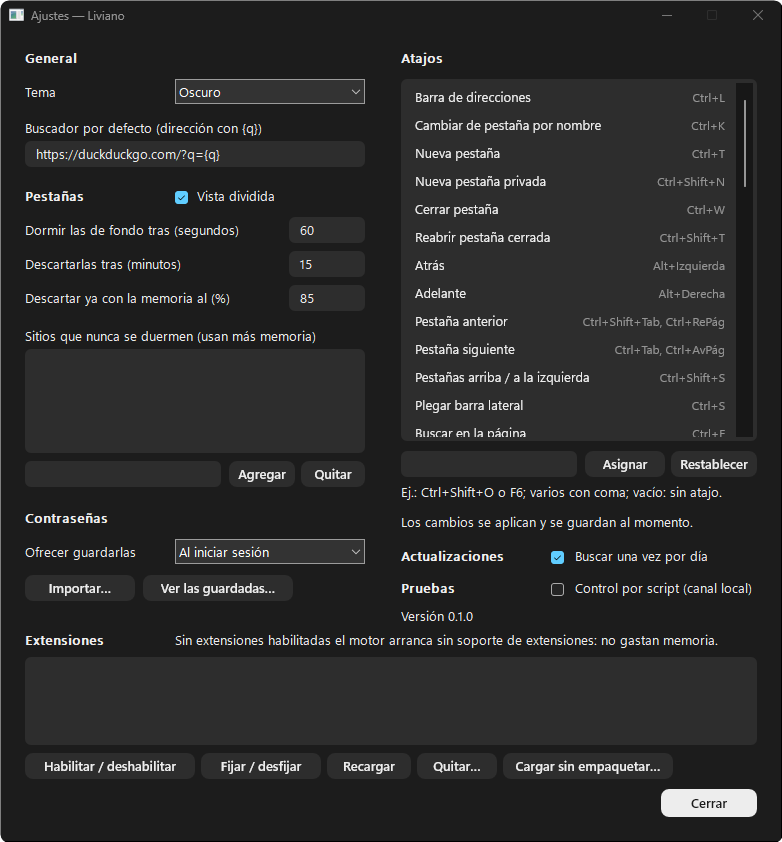 Ajustes — Liviano
General
Tema
Oscuro
Buscador por defecto (dirección con {q})
https://duckduckgo.com/?q={q}
Pestañas
Vista dividida
Dormir las de fondo tras (segundos)
60
Descartarlas tras (minutos)
15
Descartar ya con la memoria al (%)
85
Sitios que nunca se duermen (usan más memoria)
Agregar
Quitar
Contraseñas
Ofrecer guardarlas
Al iniciar sesión
Importar...
Ver las guardadas...
Atajos
Barra de direcciones Ctrl+L
Cambiar de pestaña por nombre Ctrl+K
Nueva pestaña Ctrl+T
Nueva pestaña privada Ctrl+Shift+N
Cerrar pestaña Ctrl+W
Reabrir pestaña cerrada Ctrl+Shift+T
Atrás Alt+Izquierda
Adelante Alt+Derecha
Pestaña anterior Ctrl+Shift+Tab, Ctrl+RePág
Pestaña siguiente Ctrl+Tab, Ctrl+AvPág
Pestañas arriba / a la izquierda Ctrl+Shift+S
Plegar barra lateral Ctrl+S
Buscar en la página Ctrl+F
Asignar
Restablecer
Ej.: Ctrl+Shift+O o F6; varios con coma; vacío: sin atajo.
Los cambios se aplican y se guardan al momento.
Actualizaciones
Buscar una vez por día
Pruebas
Control por script (canal local)
Versión 0.1.0
Extensiones
Sin extensiones habilitadas el motor arranca sin soporte de extensiones: no gastan memoria.
Habilitar / deshabilitar
Fijar / desfijar
Recargar
Quitar...
Cargar sin empaquetar...
Cerrar